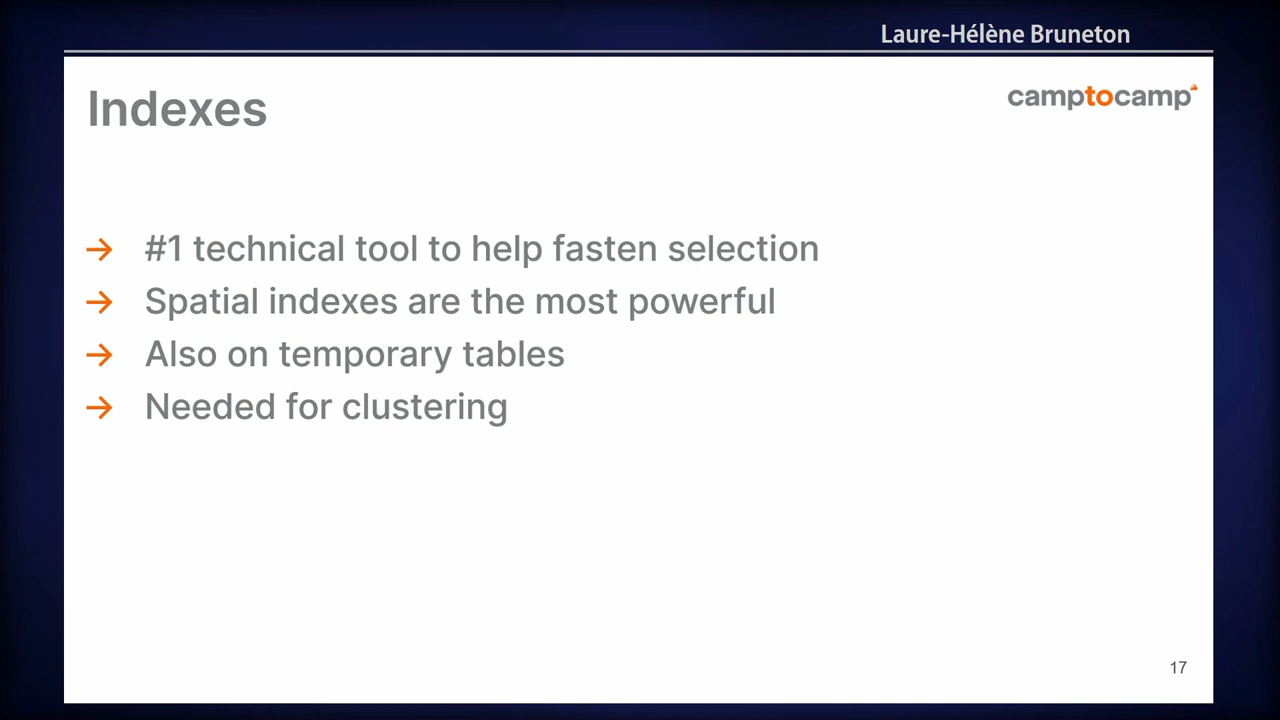 Laure-Hélène Bruneton
Indexes
camptocamp
→ #1 technical tool to help fasten selection
→ Spatial indexes are the most powerful
→ Also on temporary tables
→ Needed for clustering
17